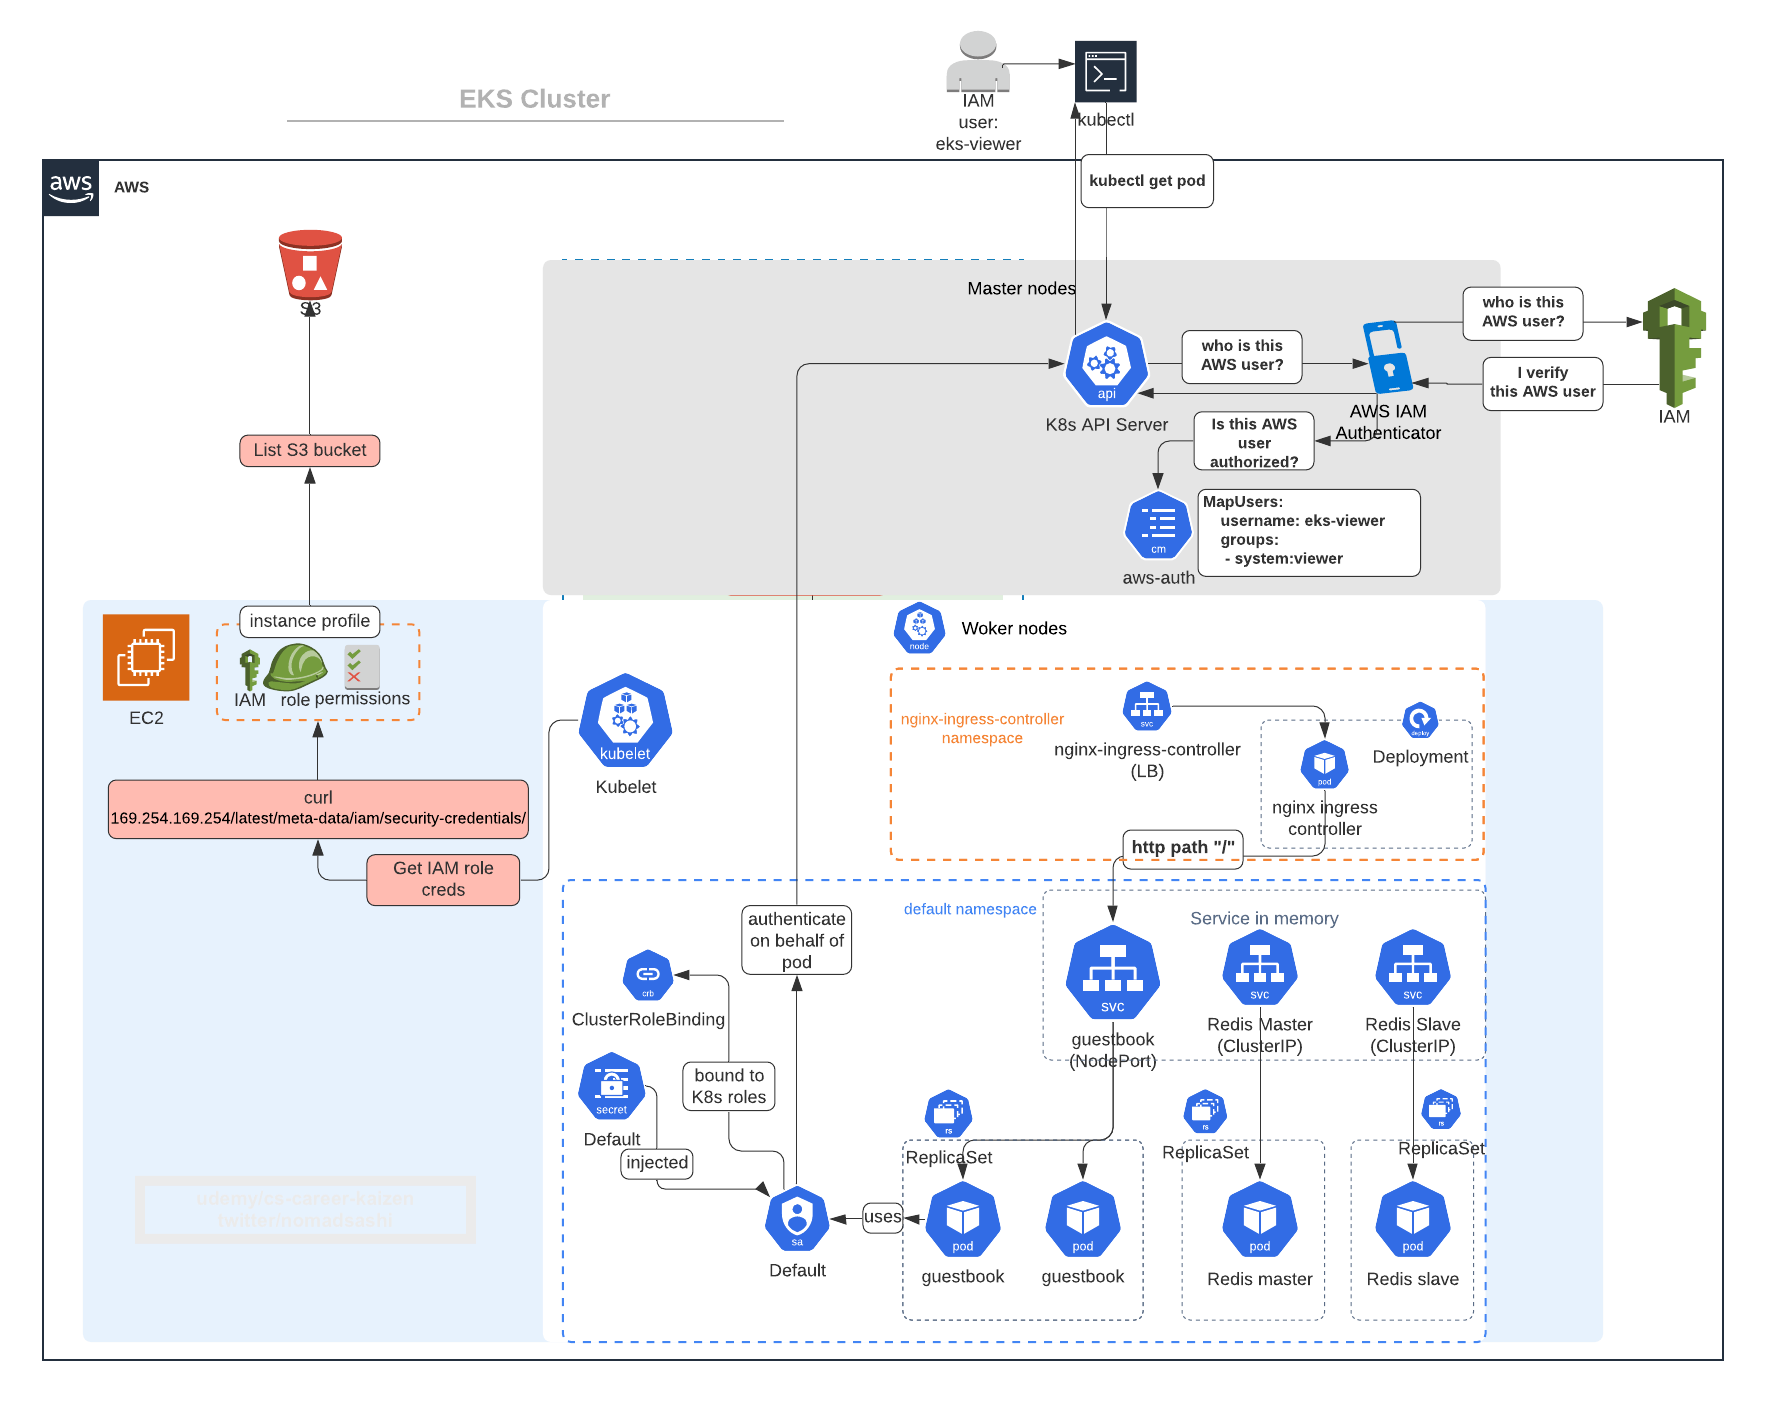 EKS Cluster
IAM
user:
eks-viewer
kubectl
kubectl get pod
aws
AWS
S3
List S3 bucket
Master nodes
who is this
AWS user?
who is this
AWS user?
I verify
this AWS user
api
K8s API Server
AWS IAM
Authenticator
IAM
Is this AWS
user
authorized?
cm
aws-auth
MapUsers:
username: eks-viewer
groups:
- system:viewer
instance profile
IAM
role
permissions
EC2
node
Woker nodes
kubelet
Kubelet
curl
169.254.169.254/latest/meta-data/iam/security-credentials/
Get IAM role
creds
nginx-ingress-controller
namespace
svc
nginx-ingress-controller
(LB)
deploy
Deployment
pod
nginx ingress
controller
http path "/"
default namespace
Service in memory
authenticate
on behalf of
pod
crb
ClusterRoleBinding
svc
guestbook
(NodePort)
svc
Redis Master
(ClusterIP)
svc
Redis Slave
(ClusterIP)
secret
Default
bound to
K8s roles
injected
rs
ReplicaSet
rs
ReplicaSet
rs
ReplicaSet
udemy/cs-career-kaizen
twitter/nomadsashi
sa
Default
uses
pod
guestbook
pod
guestbook
pod
Redis master
pod
Redis slave